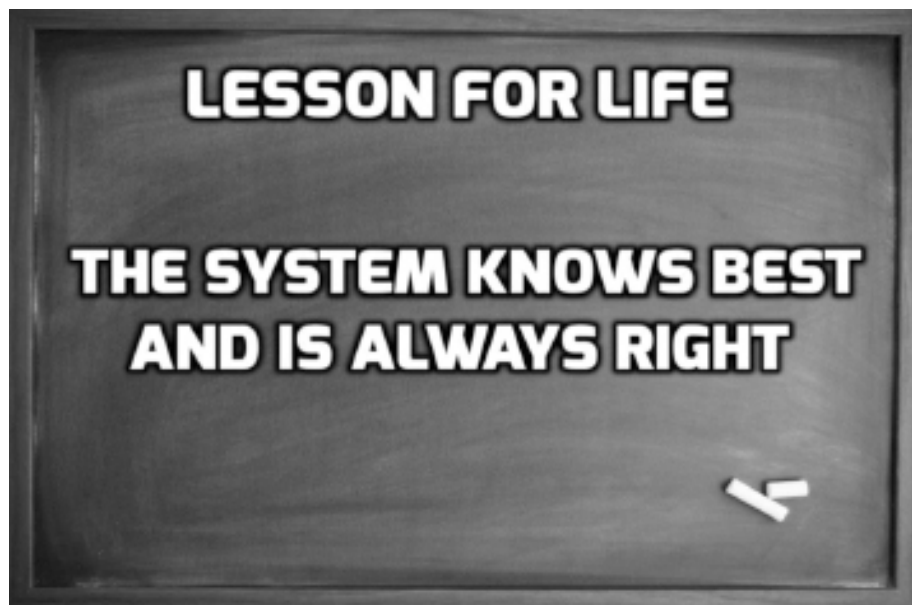 LESSON FOR LIFE
THE SYSTEM KNOWS BEST
AND IS ALWAYS RIGHT